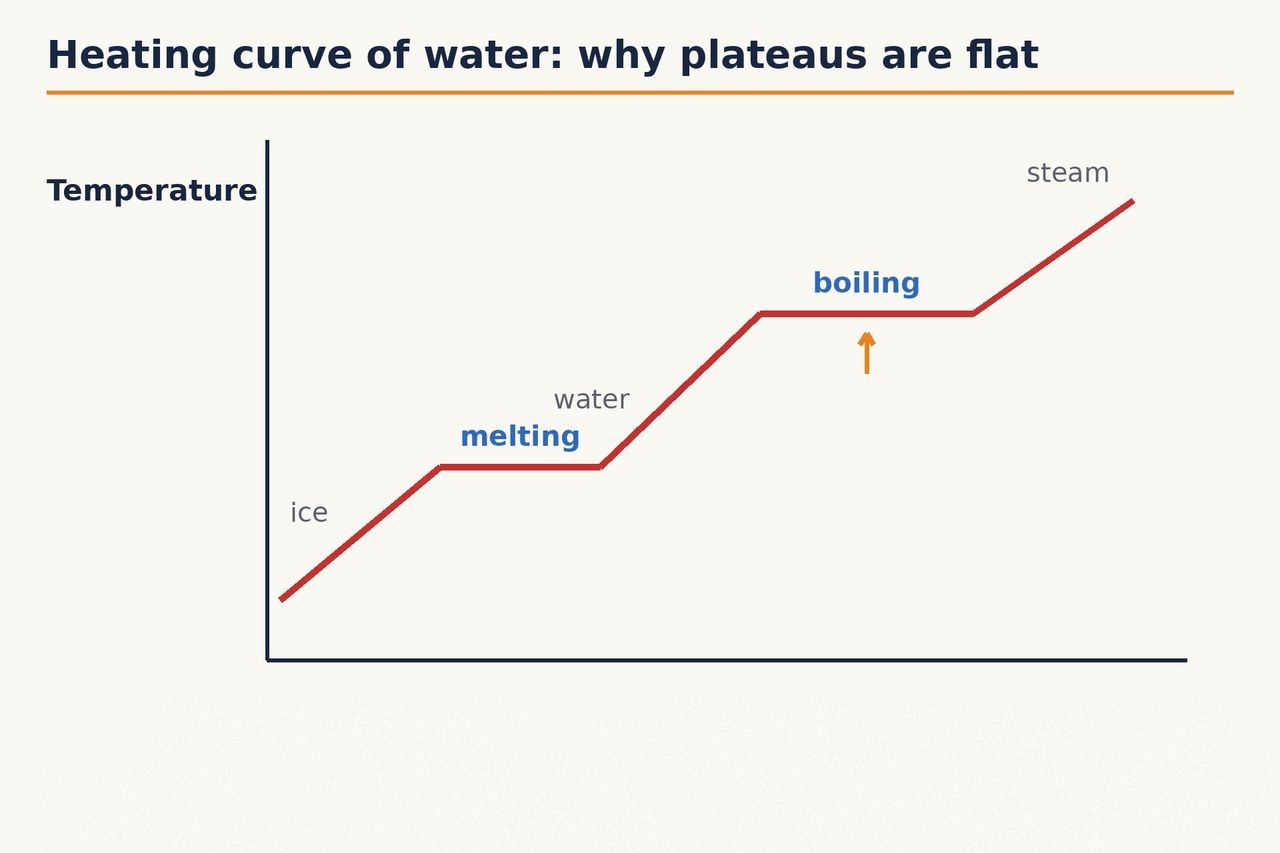 Heating curve of water: why plateaus are flat
Temperature
steam
boiling
water
melting
ice